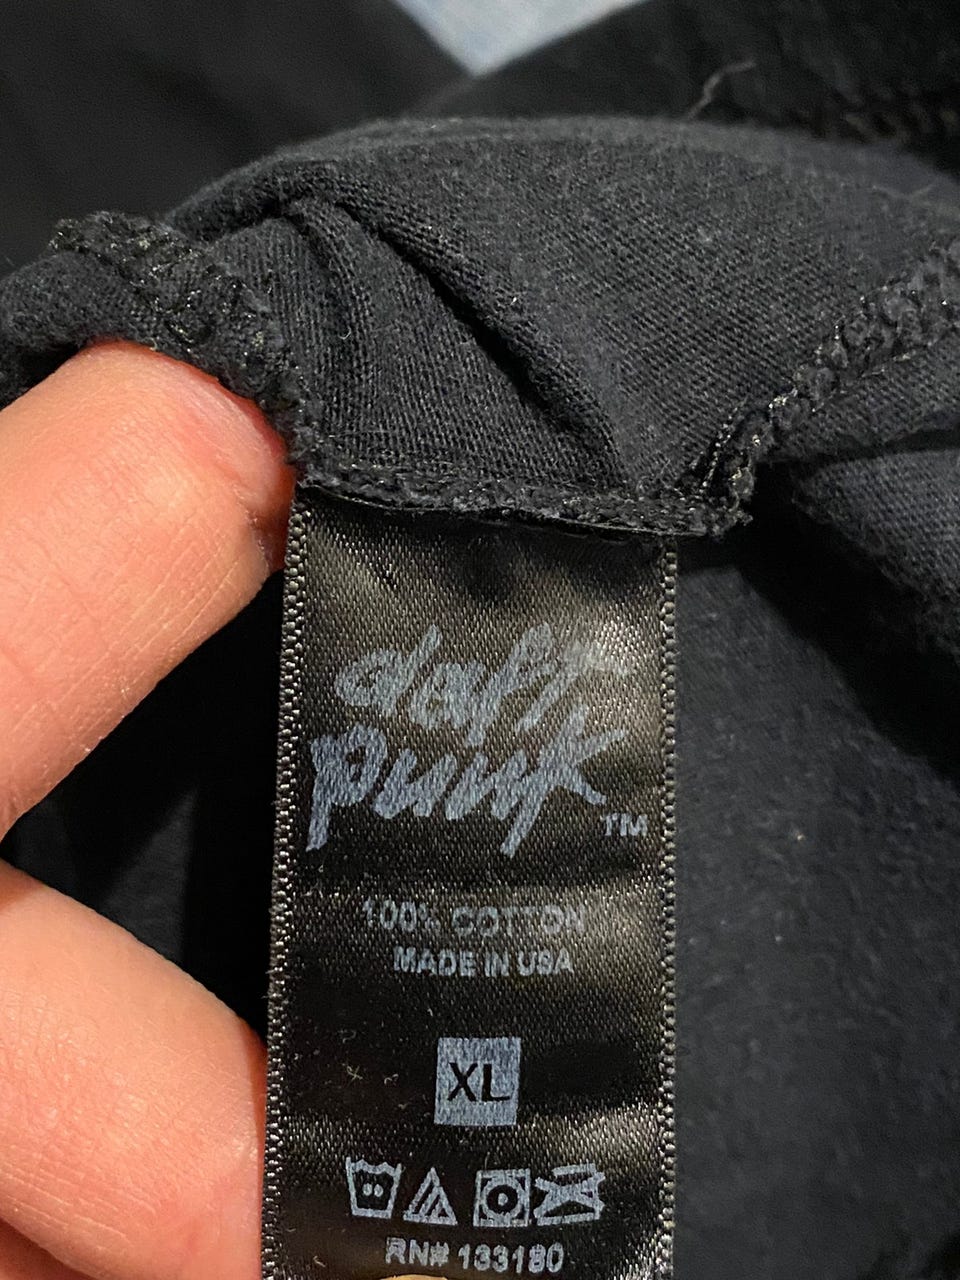 daft
punk
TM
100% COTTON
MADE IN USA
XL
RN# 133180